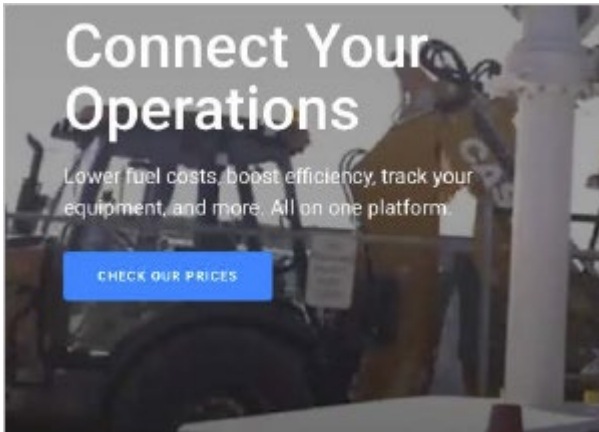 Connect Your
Operations
Lower fuel costs, boost efficiency, track your
equipment, and more. All on one platform.
CHECK OUR PRICES
CAS